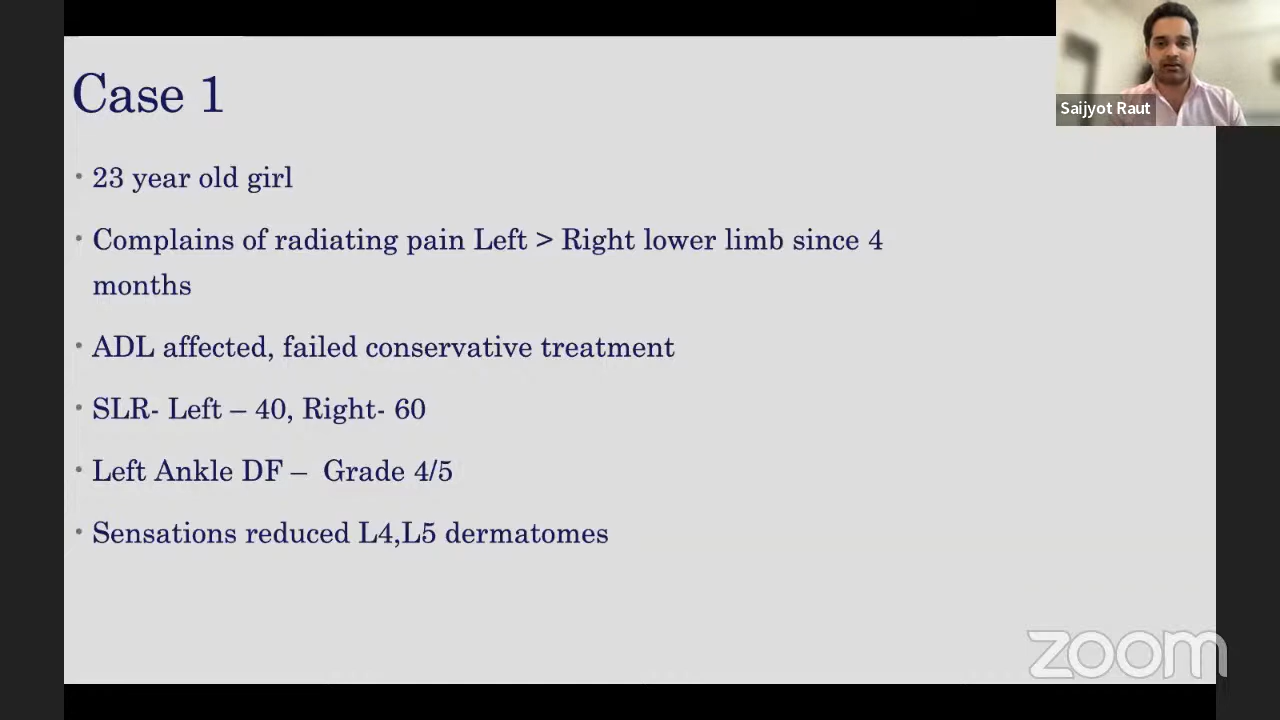 Case 1
Saijyot Raut
• 23 year old girl
• Complains of radiating pain Left > Right lower limb since 4
months
• ADL affected, failed conservative treatment
• SLR- Left – 40, Right- 60
• Left Ankle DF – Grade 4/5
• Sensations reduced L4,L5 dermatomes
zoom